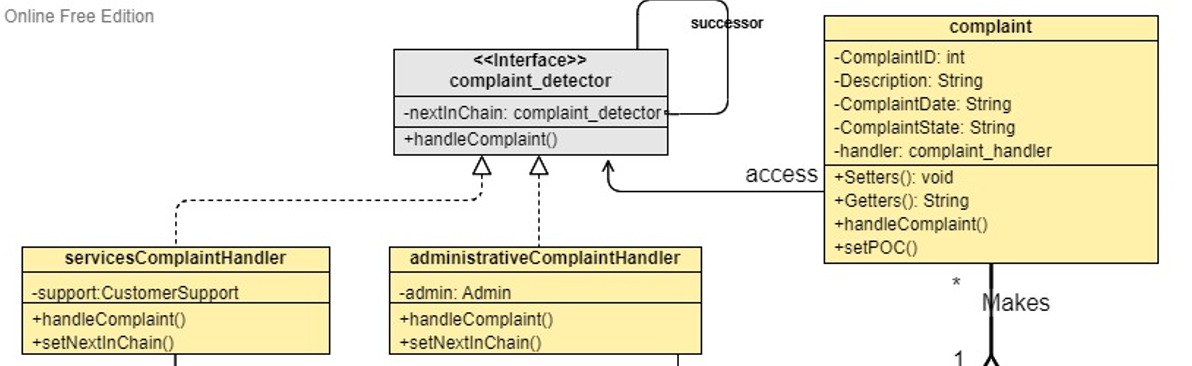 Online Free Edition
successor
<<Interface>>
complaint_detector
-nextInChain: complaint_detector
+handleComplaint()
complaint
-ComplaintID: int
-Description: String
-ComplaintDate: String
-ComplaintState: String
-handler: complaint_handler
+Setters(): void
+Getters(): String
+handleComplaint()
+setPOC()
access
servicesComplaintHandler
-support:CustomerSupport
+handleComplaint()
+setNextInChain()
administrativeComplaintHandler
-admin: Admin
+handleComplaint()
+setNextInChain()
*
Makes
1